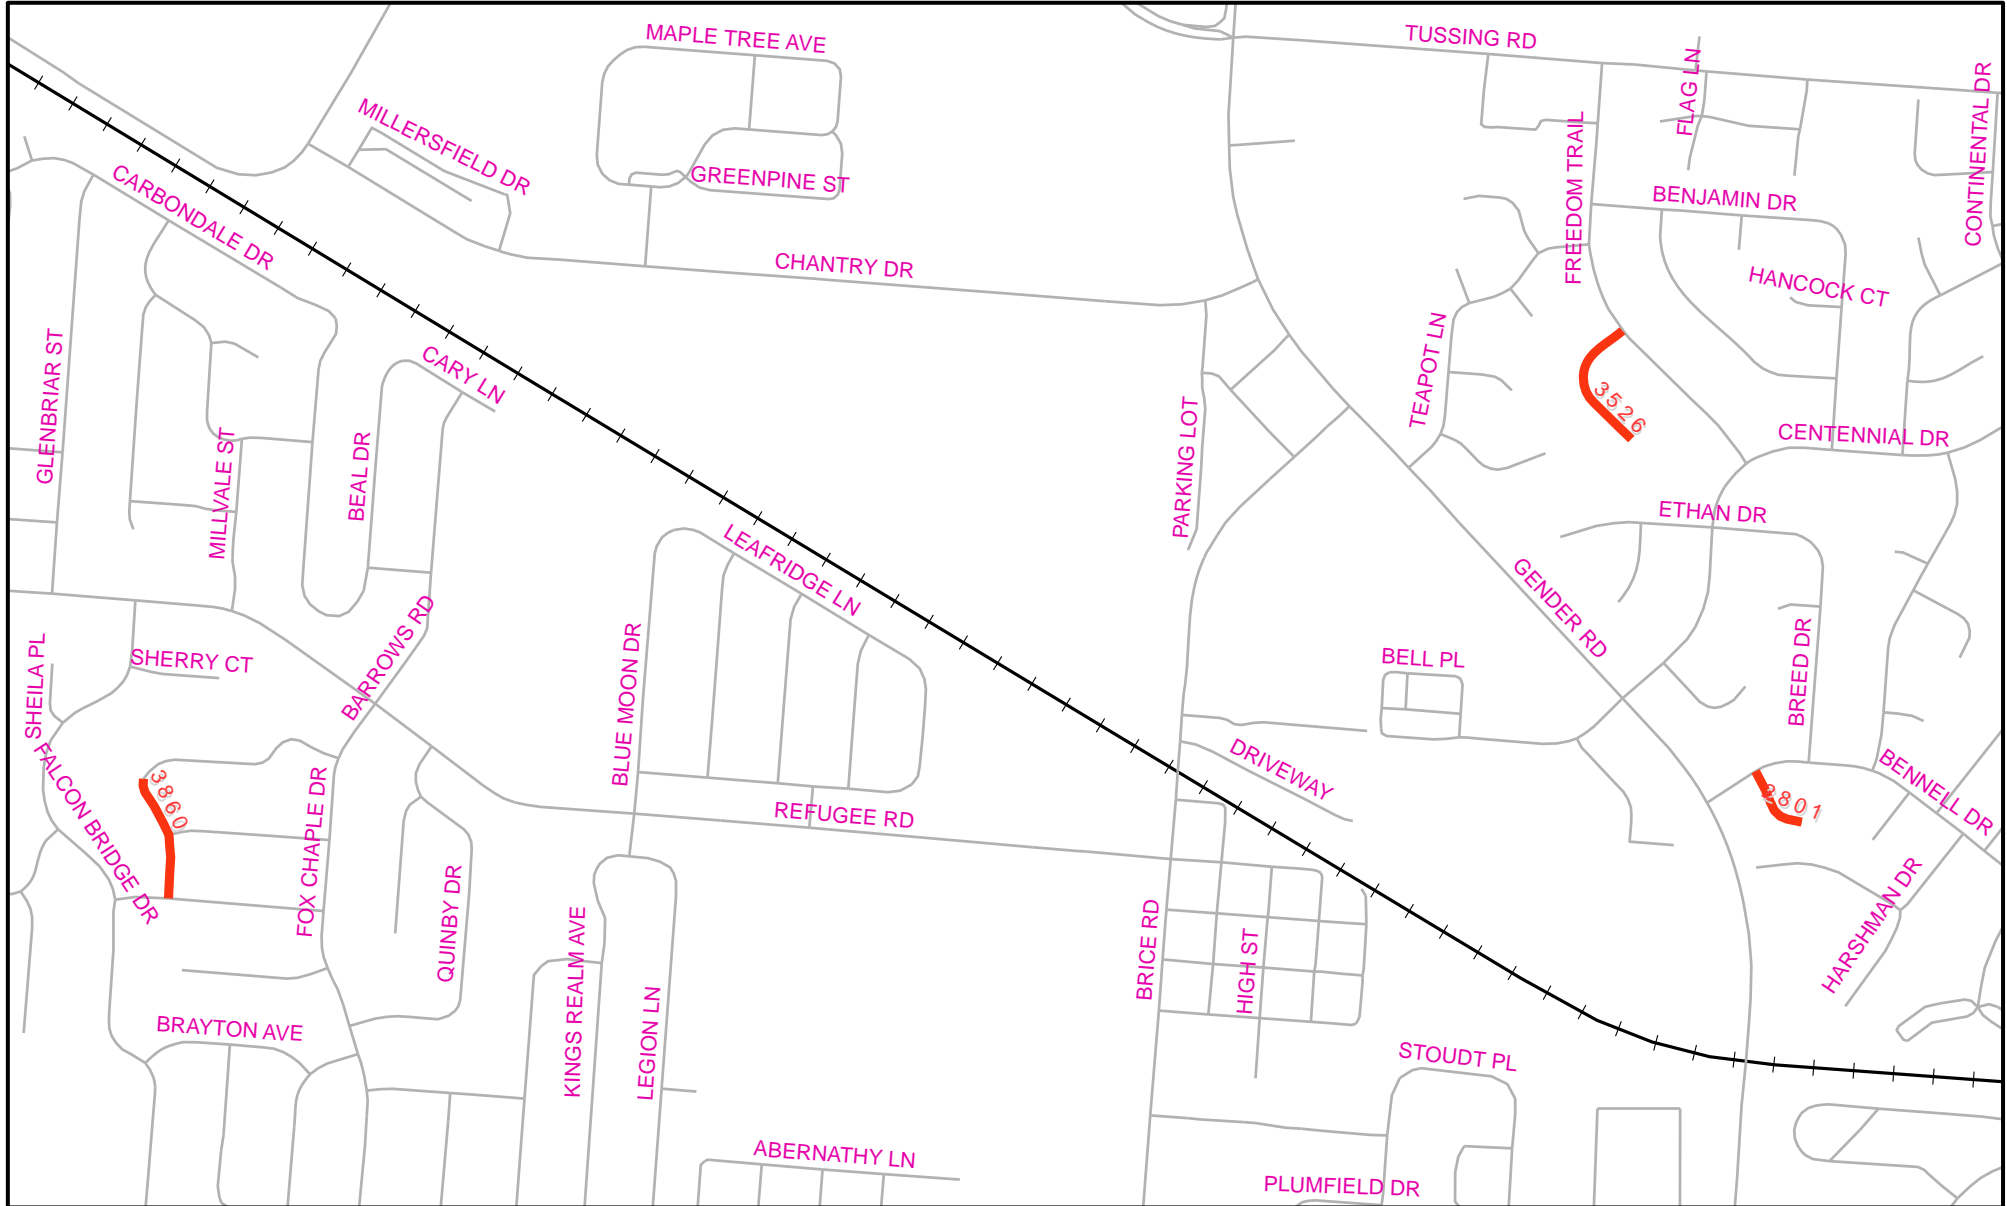 MAPLE TREE AVE
TUSSING RD
FLAG LN
CONTINENTAL DR
MILLERSFIELD DR
GREENPINE ST
FREEDOM TRAIL
BENJAMIN DR
CARBONDALE DR
CHANTRY DR
HANCOCK CT
GLENBRIAR ST
CARY LN
TEAPOT LN
3526
PARKING LOT
CENTENNIAL DR
MILLVALE ST
BEAL DR
ETHAN DR
LEAFRIDGE LN
GENDER RD
BARROWS RD
SHEILA PL
SHERRY CT
BLUE MOON DR
BELL PL
BREED DR
DRIVEWAY
BENNELL DR
FALCON BRIDGE DR
3860
FOX CHAPLE DR
REFUGEE RD
QUINBY DR
HARSHMAN DR
KINGS REALM AVE
BRICE RD
HIGH ST
LEGION LN
BRAYTON AVE
STOUDT PL
ABERNATHY LN
PLUMFIELD DR